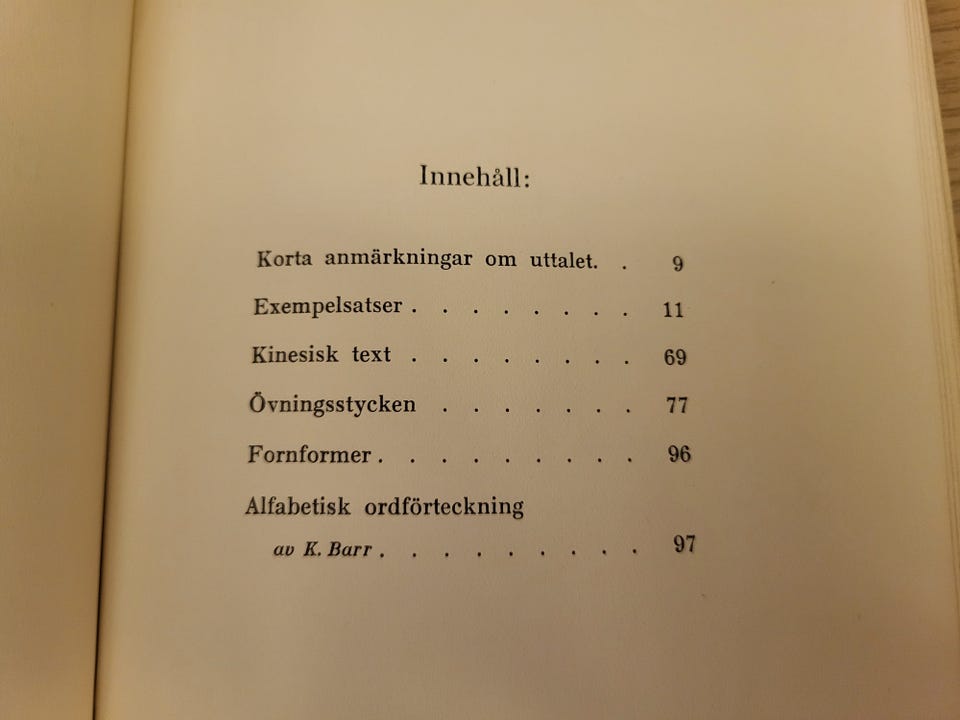 Innehåll:
Korta anmärkningar om uttalet. . 9
Exempelsatser . . . . . . . . 11
Kinesisk text . . . . . . . . 69
Övningsstycken . . . . . . . 77
Fornformer . . . . . . . . . 96
Alfabetisk ordförteckning
av K. Barr . . . . . . . . . 97